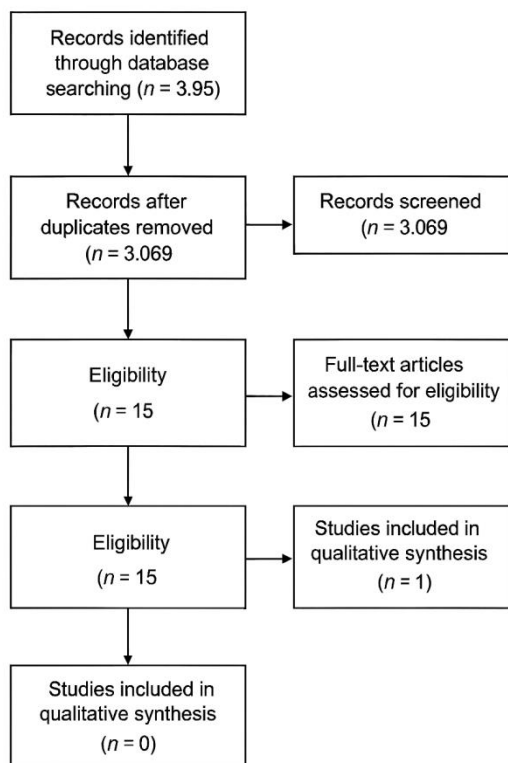 Records identified
through database
searching (n = 3.95)
Records after
duplicates removed
(n = 3.069
Records screened
(n = 3.069
Eligibility
(n = 15
Full-text articles
assessed for eligibility
(n = 15
Eligibility
(n = 15
Studies included in
qualitative synthesis
(n = 1)
Studies included in
qualitative synthesis
(n = 0)